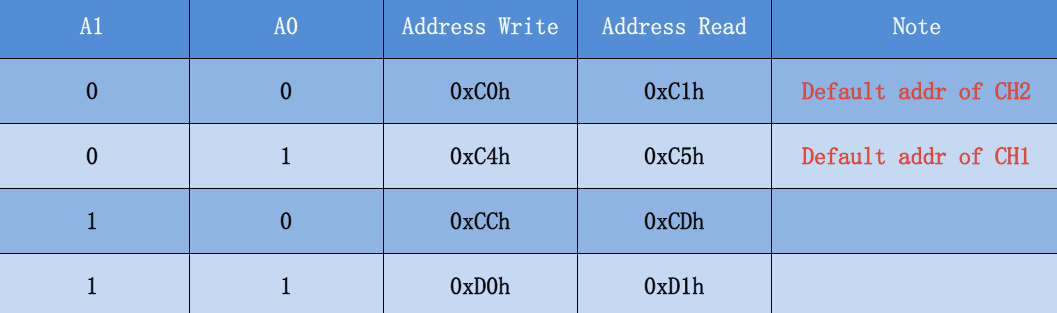 A1 A0 Address Write Address Read Note
0 0 0xC0h 0xC1h Default addr of CH2
0 1 0xC4h 0xC5h Default addr of CH1
1 0 0xCCh 0xCDh
1 1 0xD0h 0xD1h